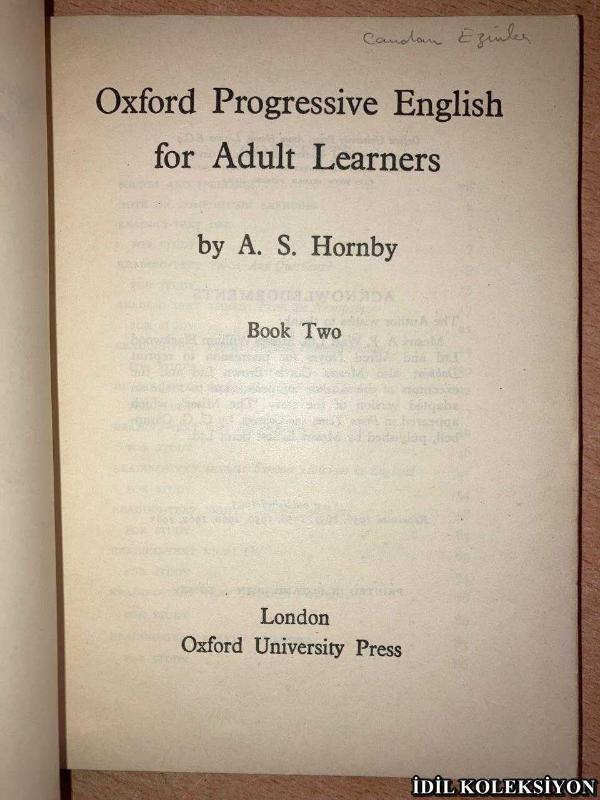 Candan Ezinler
Oxford Progressive English
for Adult Learners
by A. S. Hornby
Book Two
London
Oxford University Press
İDİL KOLEKSİYON